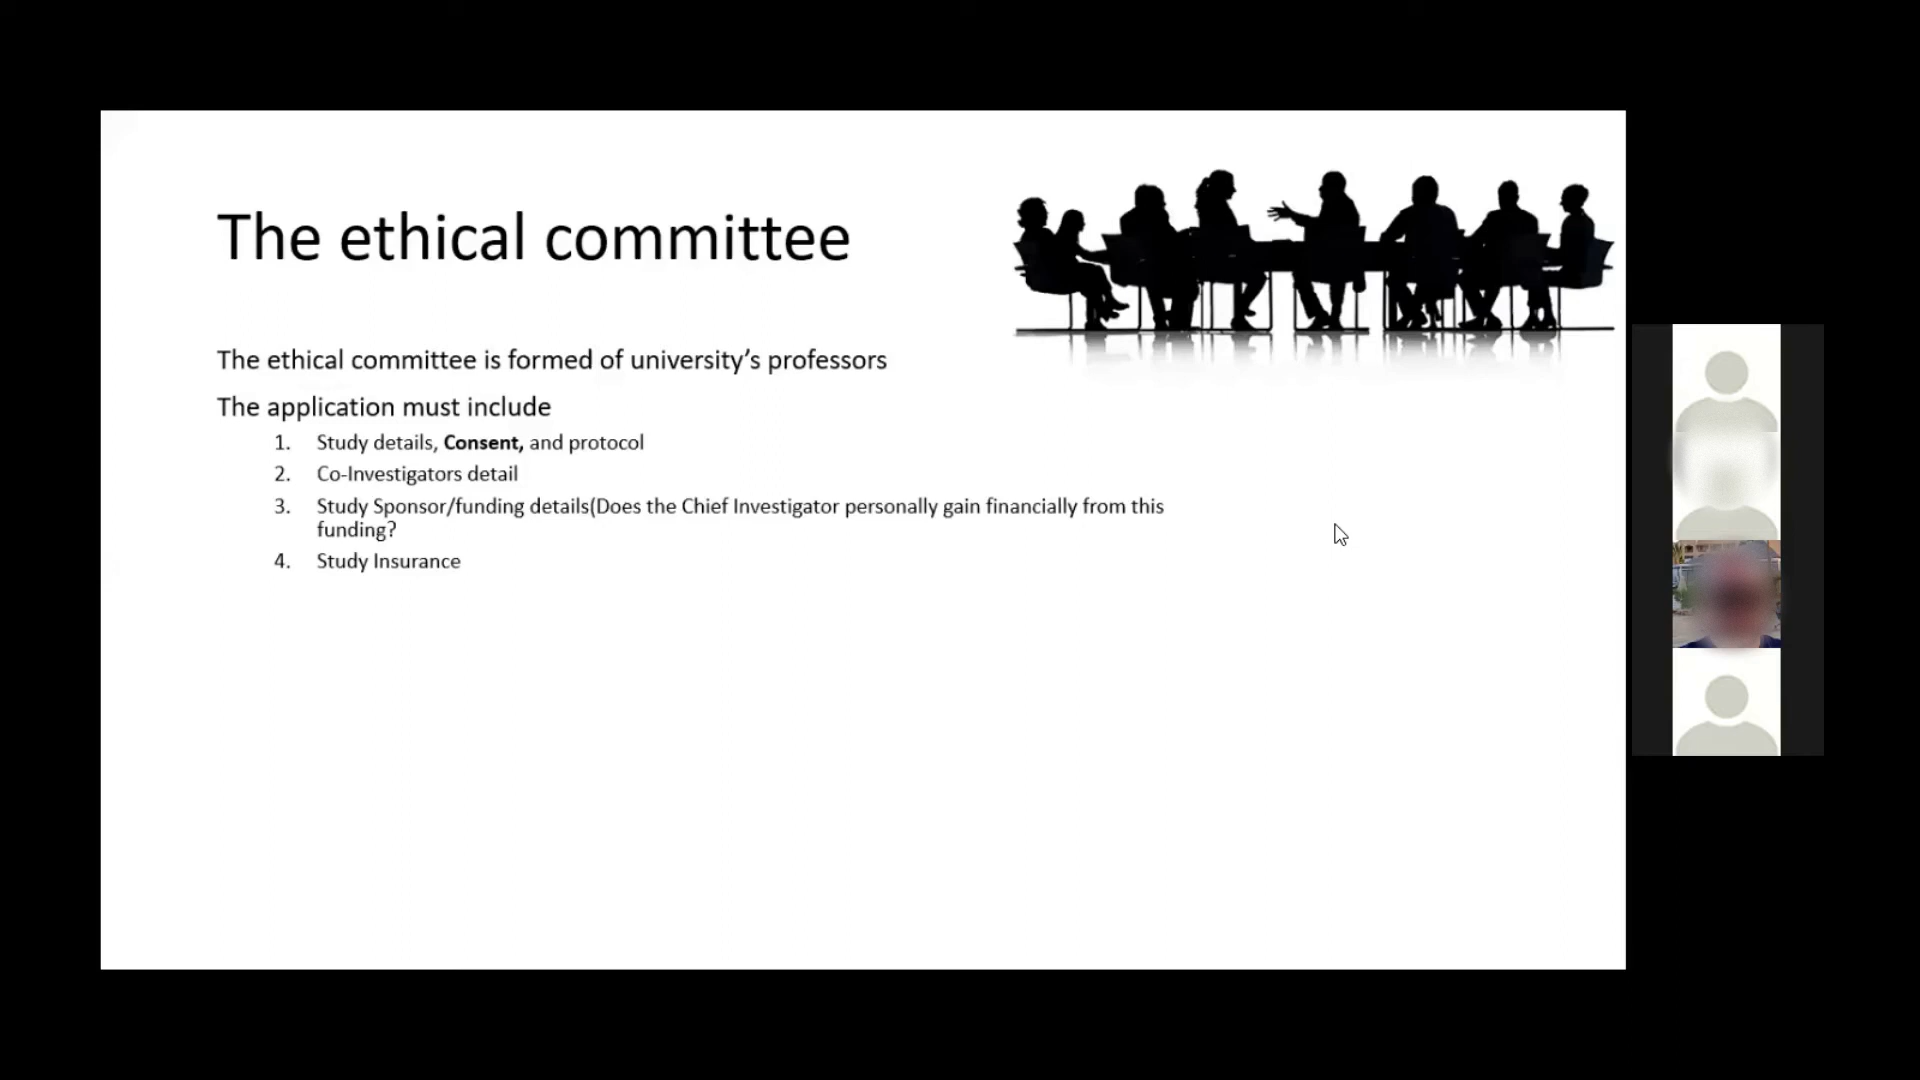 The ethical committee
The ethical committee is formed of university’s professors
The application must include
1. Study details, Consent, and protocol
2. Co-Investigators detail
3. Study Sponsor/funding details(Does the Chief Investigator personally gain financially from this
funding?
4. Study Insurance